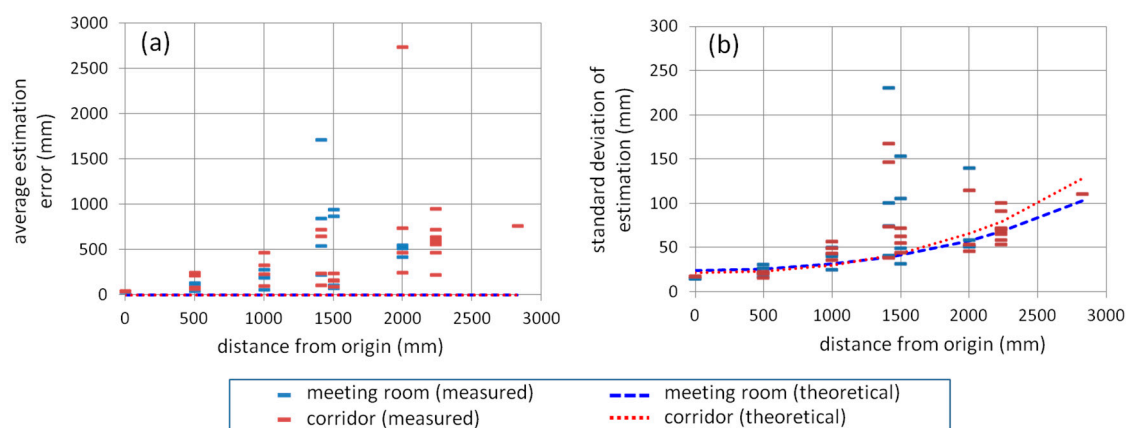 (a)
average estimation
error (mm)
3000
2500
2000
1500
1000
500
0
0 500 1000 1500 2000 2500 3000
distance from origin (mm)
(b)
standard deviation of
estimation (mm)
300
250
200
150
100
50
0
0 500 1000 1500 2000 2500 3000
distance from origin (mm)
meeting room (measured) meeting room (theoretical)
corridor (measured) corridor (theoretical)